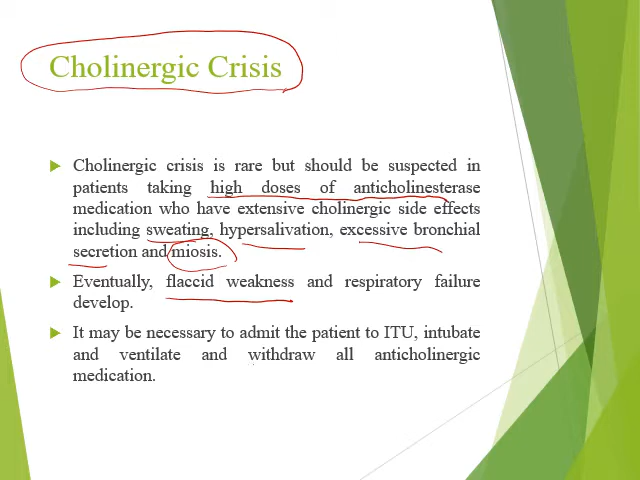 Cholinergic Crisis
Cholinergic crisis is rare but should be suspected in
patients taking high doses of anticholinesterase
medication who have extensive cholinergic side effects
including sweating, hypersalivation, excessive bronchial
secretion and miosis.
Eventually, flaccid weakness and respiratory failure
develop.
It may be necessary to admit the patient to ITU, intubate
and ventilate and withdraw all anticholinergic
medication.